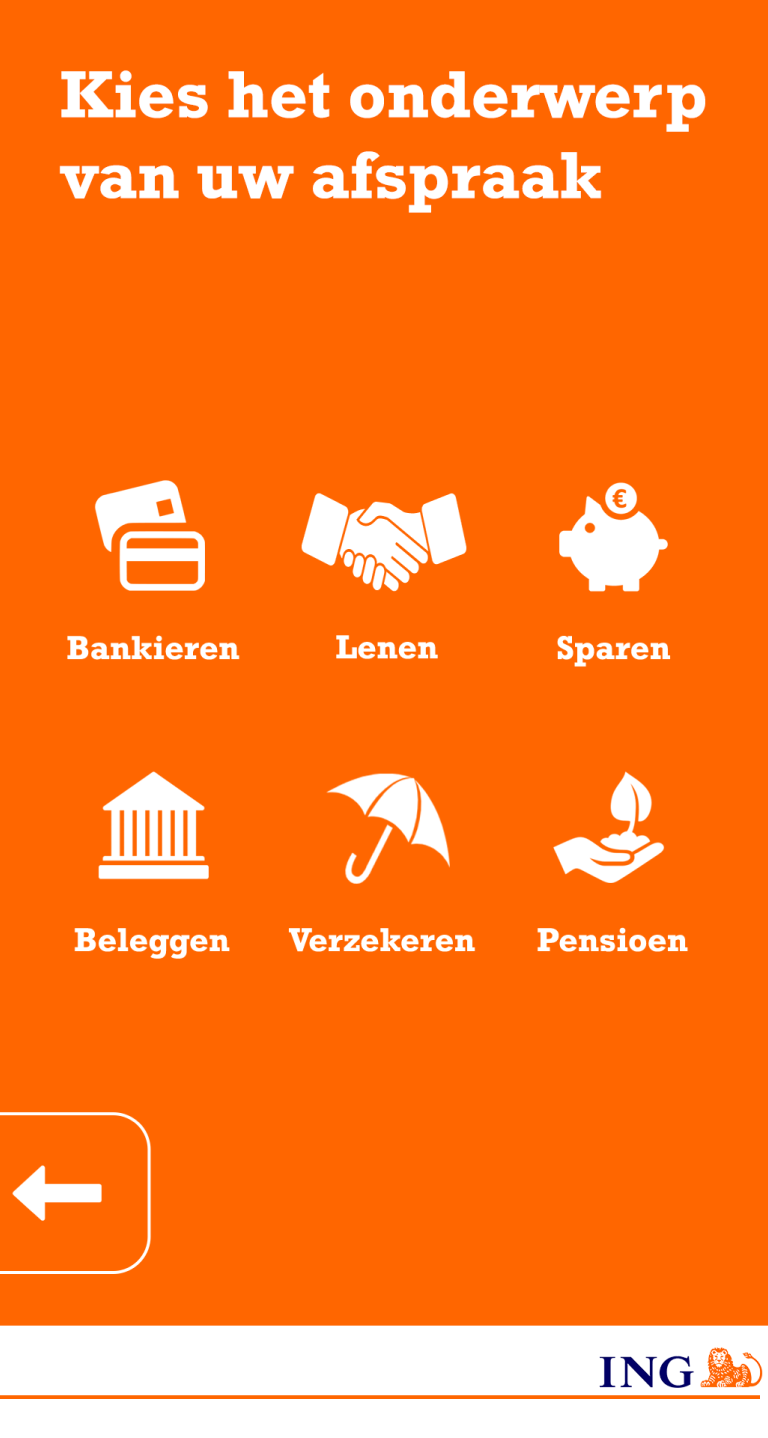 Kies het onderwerp
van uw afspraak
€
Bankieren Lenen Sparen
Beleggen Verzekeren Pensioen
ING